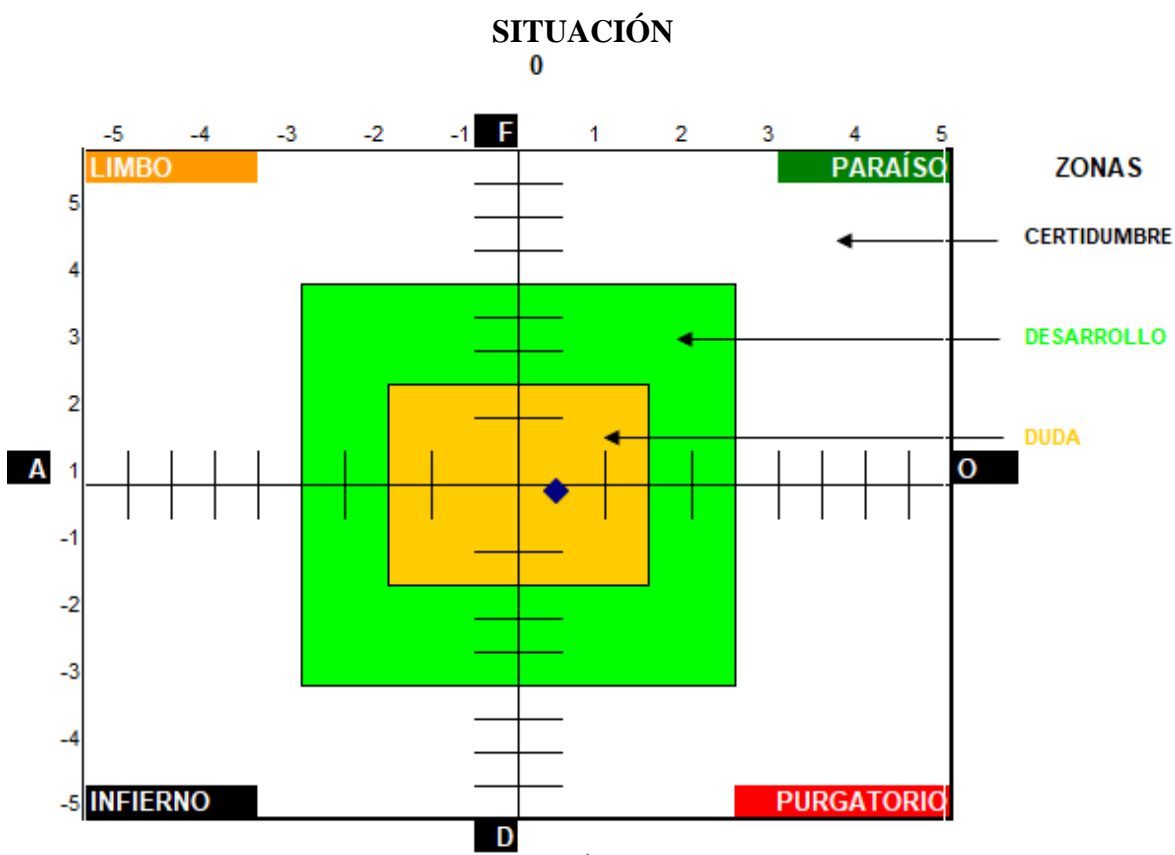 SITUACIÓN
0
-5 -4 -3 -2 -1 F 1 2 3 4 5
LIMBO PARAÍSO ZONAS
5
CERTIDUMBRE
4
3 DESARROLLO
2
DUDA
A 1 O
-1
-2
-3
-4
-5 INFIERNO PURGATORIO
D